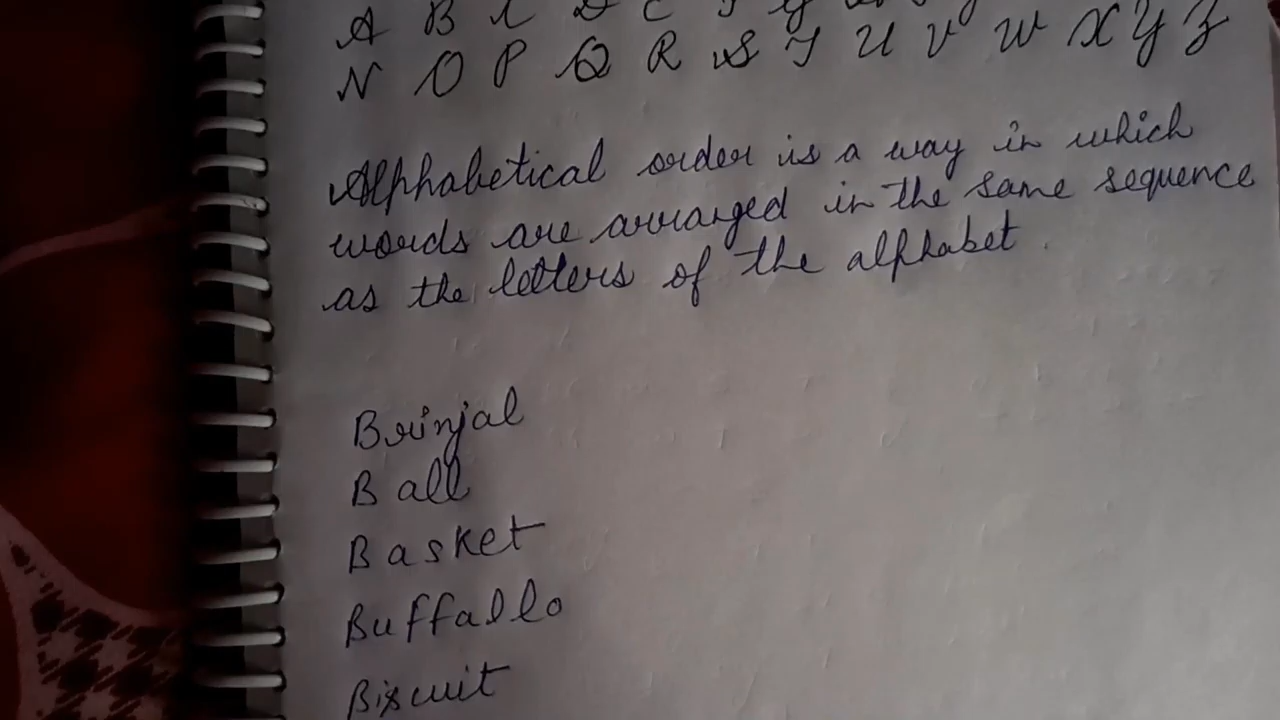 A B C D E F G
N O P Q R S T U V W X Y Z
Alphabetical order is a way in which
words are arranged in the same sequence
as the letters of the alphabet.
Brinjal
Ball
Basket
Buffallo
Biscuit